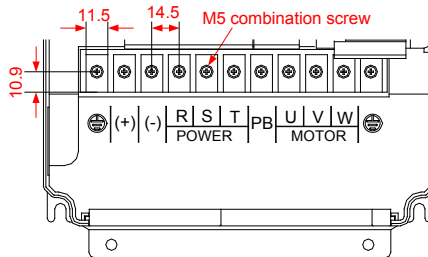 11.5
14.5
M5 combination screw
10.9
(+) (-) R S T PB U V W
POWER MOTOR